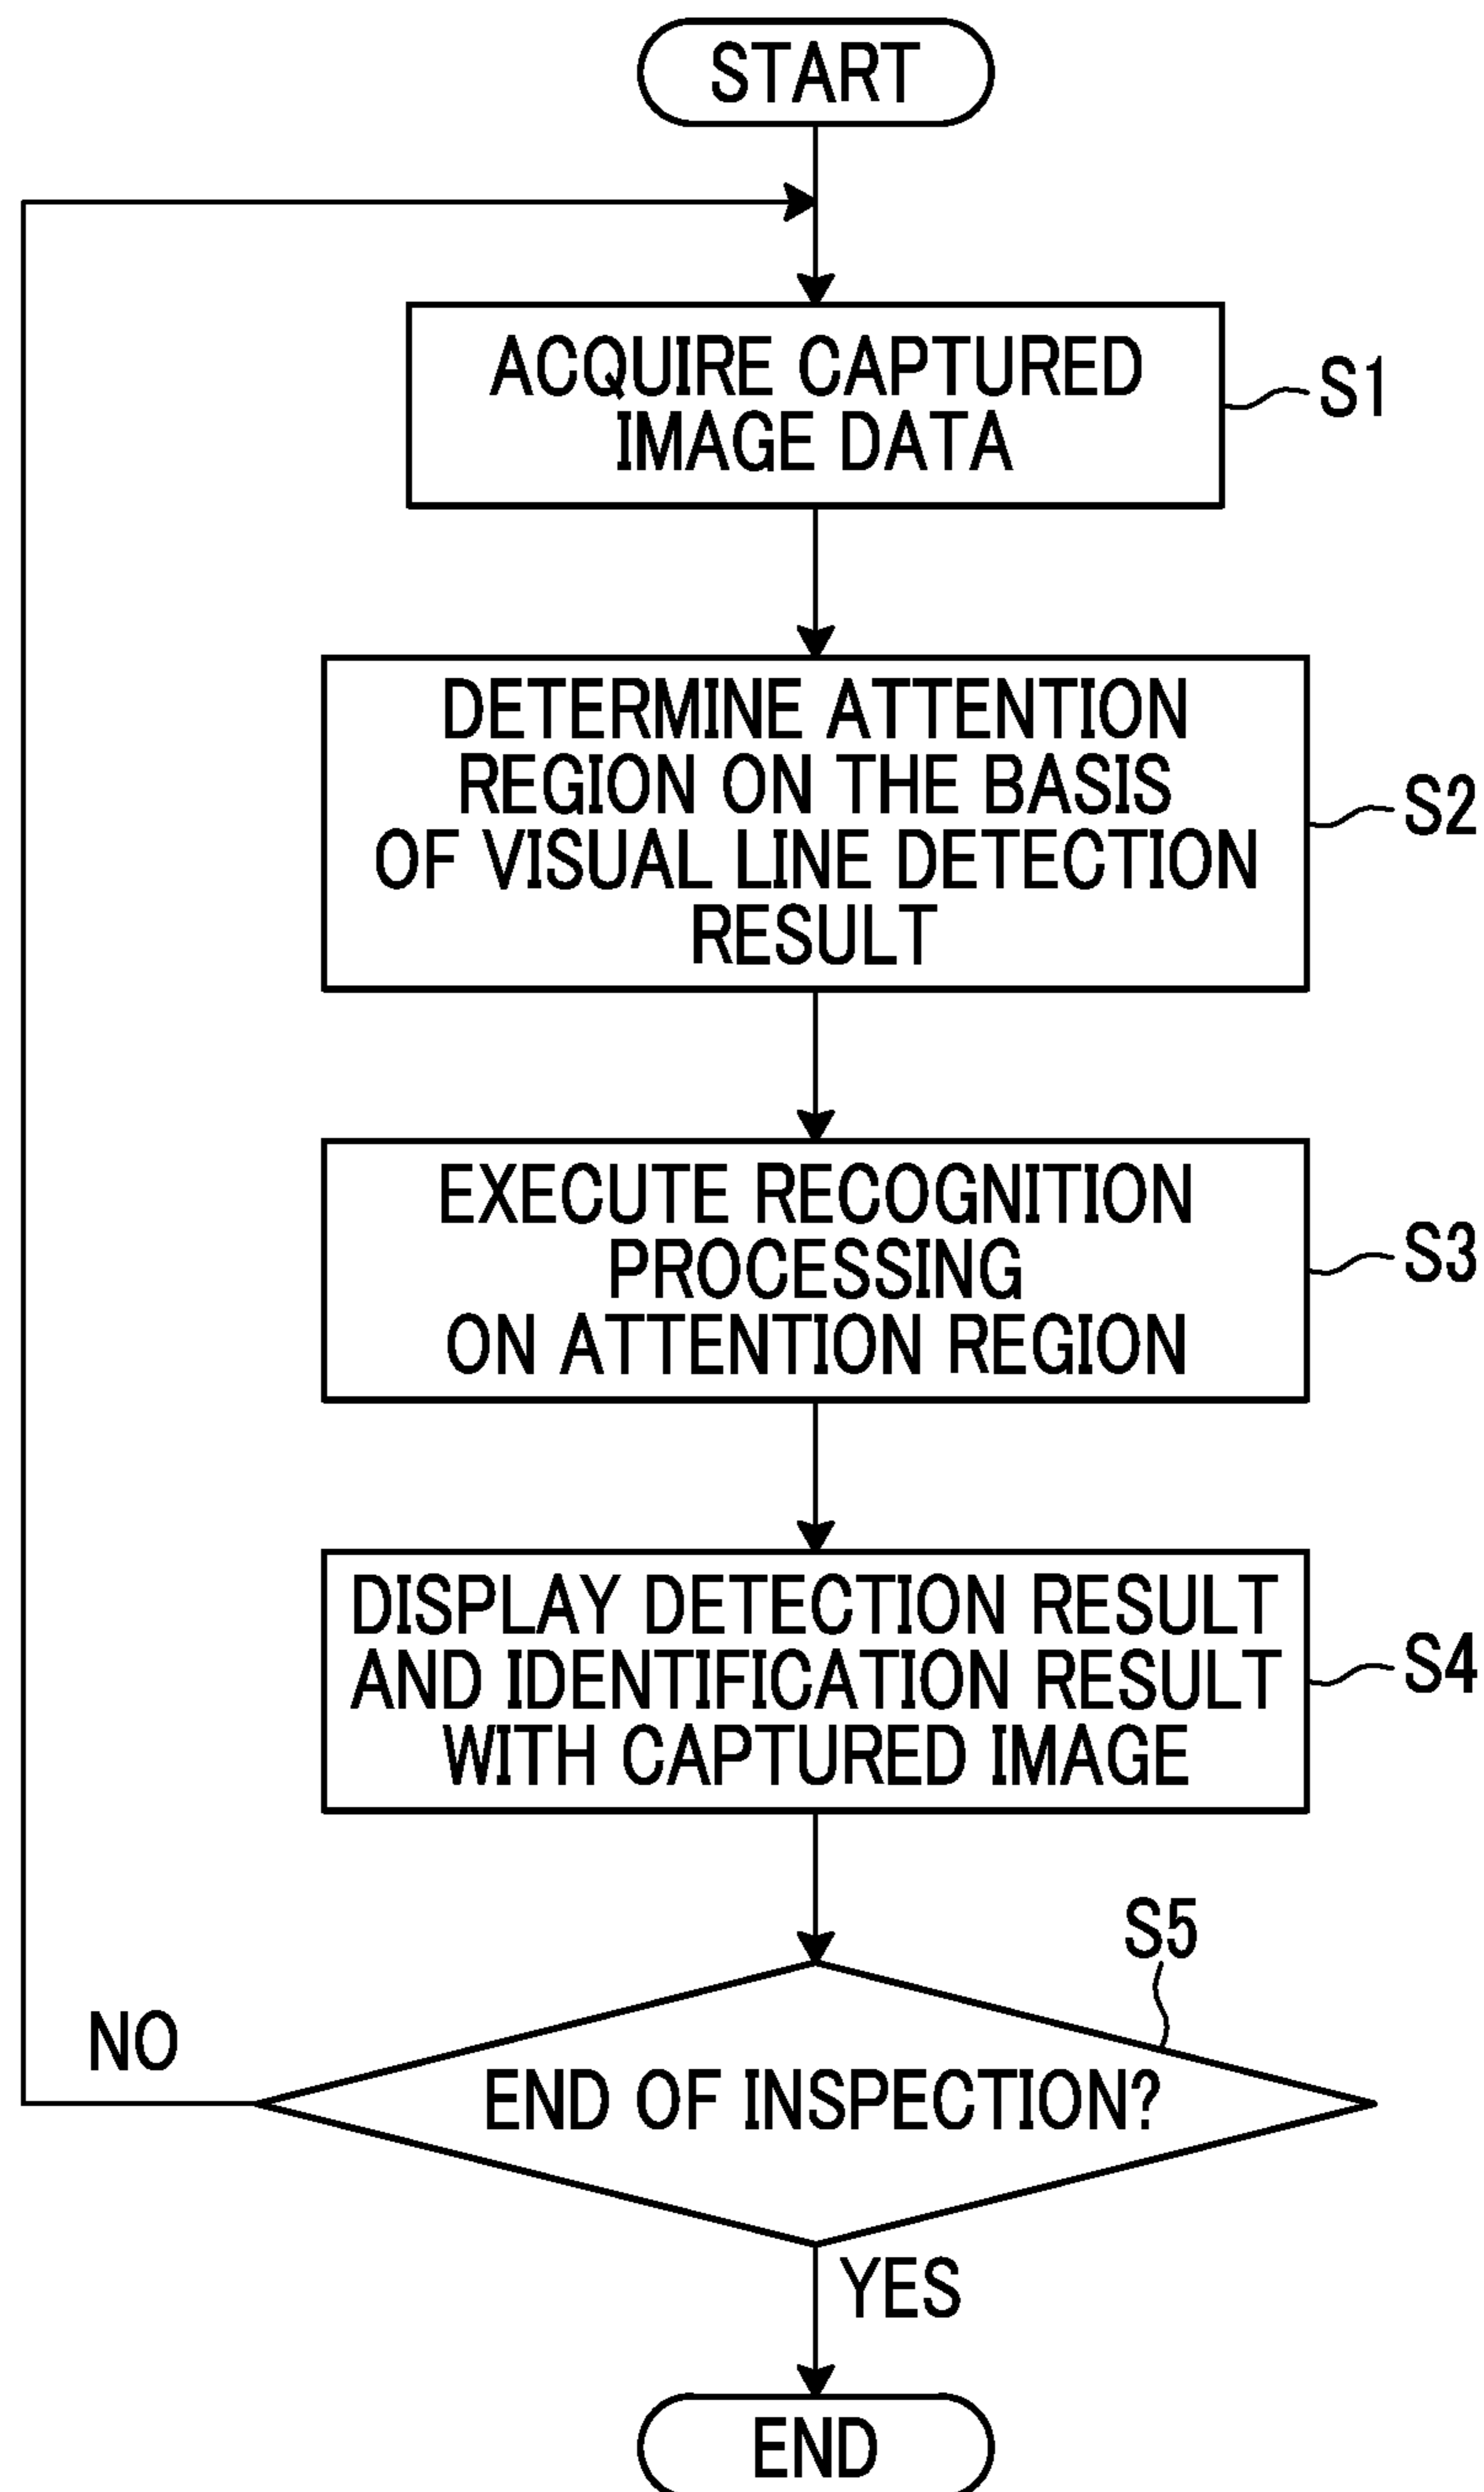 START
ACQUIRE CAPTURED
IMAGE DATA
S1
DETERMINE ATTENTION
REGION ON THE BASIS
OF VISUAL LINE DETECTION
RESULT
S2
EXECUTE RECOGNITION
PROCESSING
ON ATTENTION REGION
S3
DISPLAY DETECTION RESULT
AND IDENTIFICATION RESULT
WITH CAPTURED IMAGE
S4
S5
NO
END OF INSPECTION?
YES
END